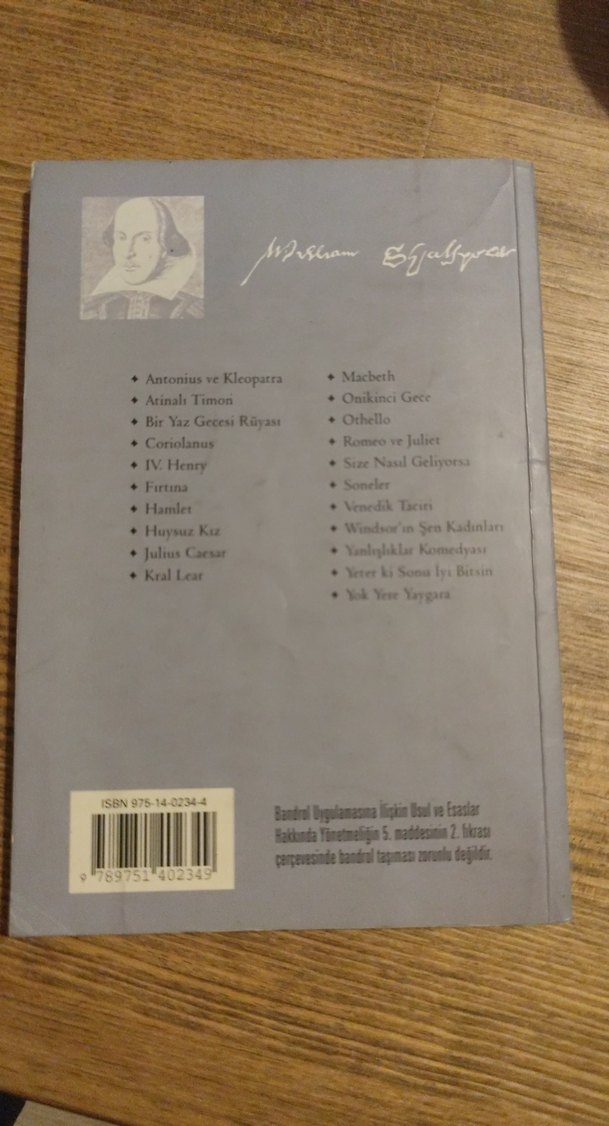 William Shakspear
Antonius ve Kleopatra
Atinalı Timon
Bir Yaz Gecesi Rüyası
Coriolanus
IV. Henry
Fırtına
Hamlet
Huysuz Kız
Julius Caesar
Kral Lear
Macbeth
Onikinci Gece
Othello
Romeo ve Juliet
Size Nasıl Geliyorsa
Soneler
Venedik Taciri
Windsor'ın Şen Kadınları
Yanlışlıklar Komedyası
Yeter ki Sonu İyi Bitsin
Yok Yere Yaygara
ISBN 975-14-0234-4
9 789751 402349
Bandrol Uygulamasına İlişkin Usul ve Esaslar
Hakkında Yönetmeliğin 5. maddesinin 2. fıkrası
çerçevesinde bandrol taşıması zorunlu değildir.